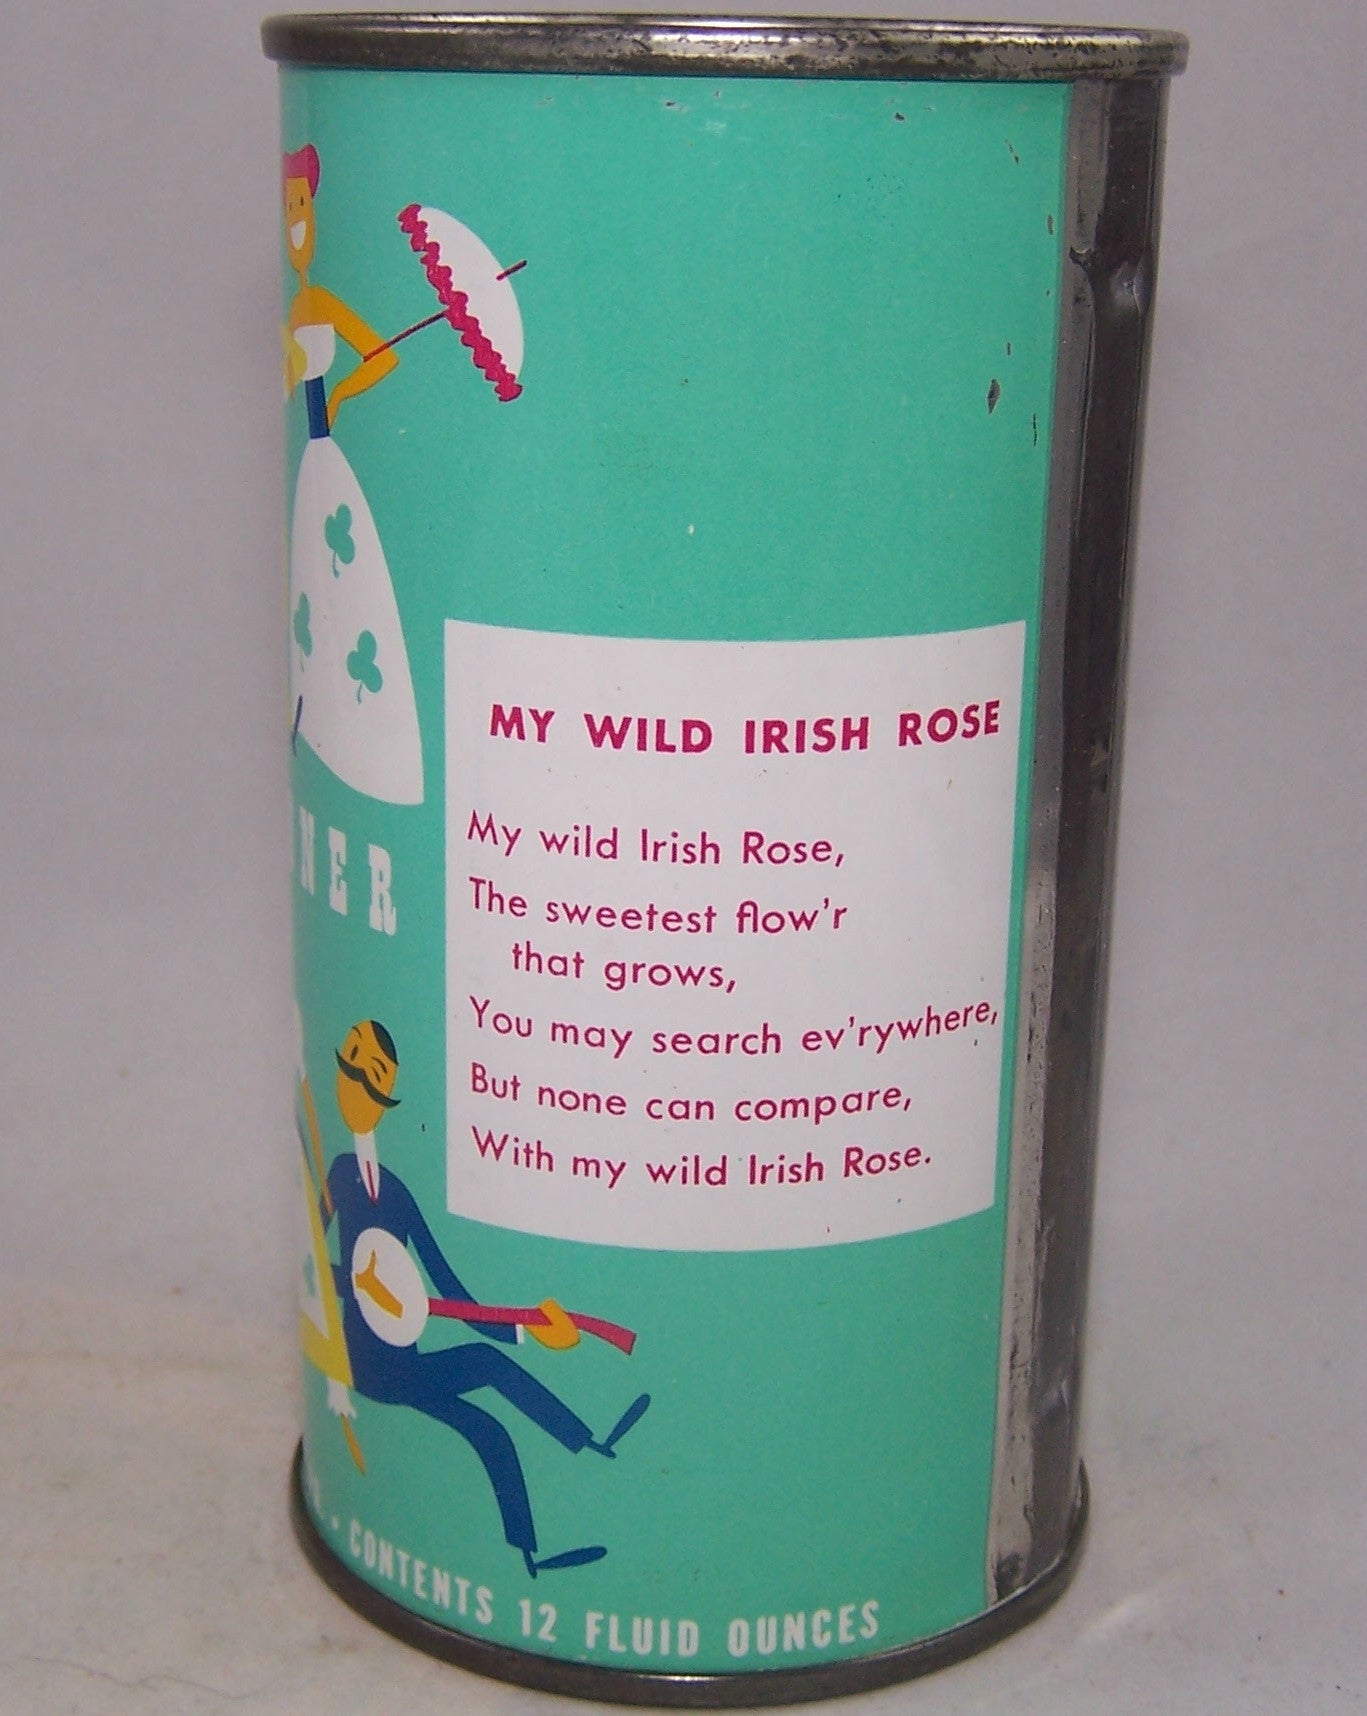 MY WILD IRISH ROSE
My wild Irish Rose,
The sweetest flow'r
that grows,
You may search ev'rywhere,
But none can compare,
With my wild Irish Rose.
CONTENTS 12 FLUID OUNCES